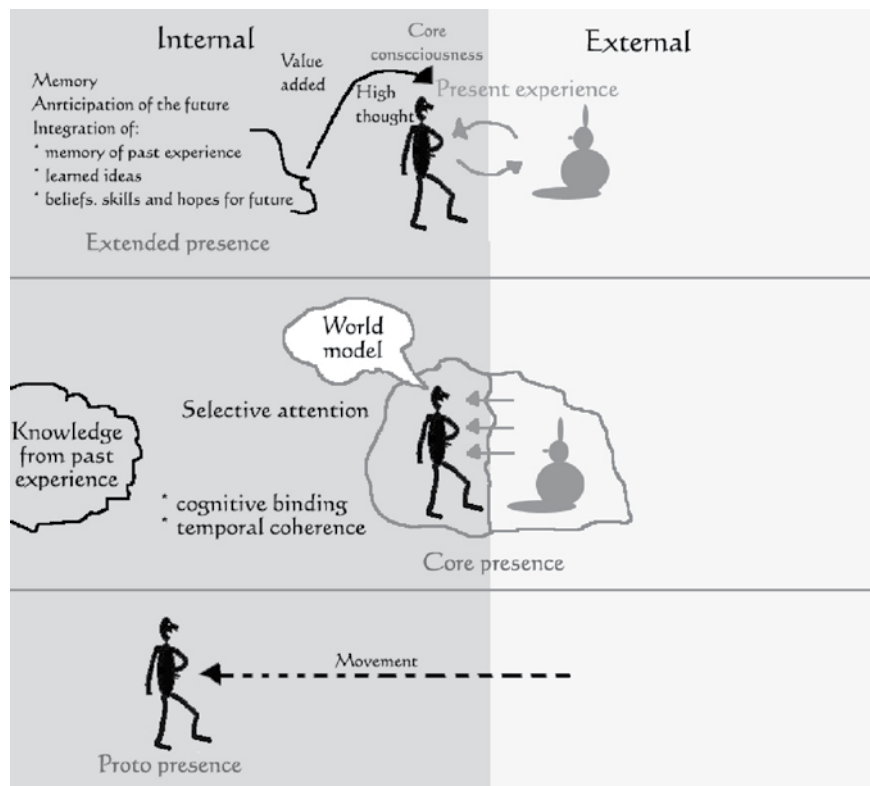 Internal
External
Core
conscciousness
Value
added
High
thought
Present experience
Memory
Anrticipation of the future
Integration of:
* memory of past experience
* learned ideas
* beliefs. skills and hopes for future
Extended presence
World
model
Selective attention
Knowledge
from past
experience
* cognitive binding
* temporal coherence
Core presence
Movement
Proto presence